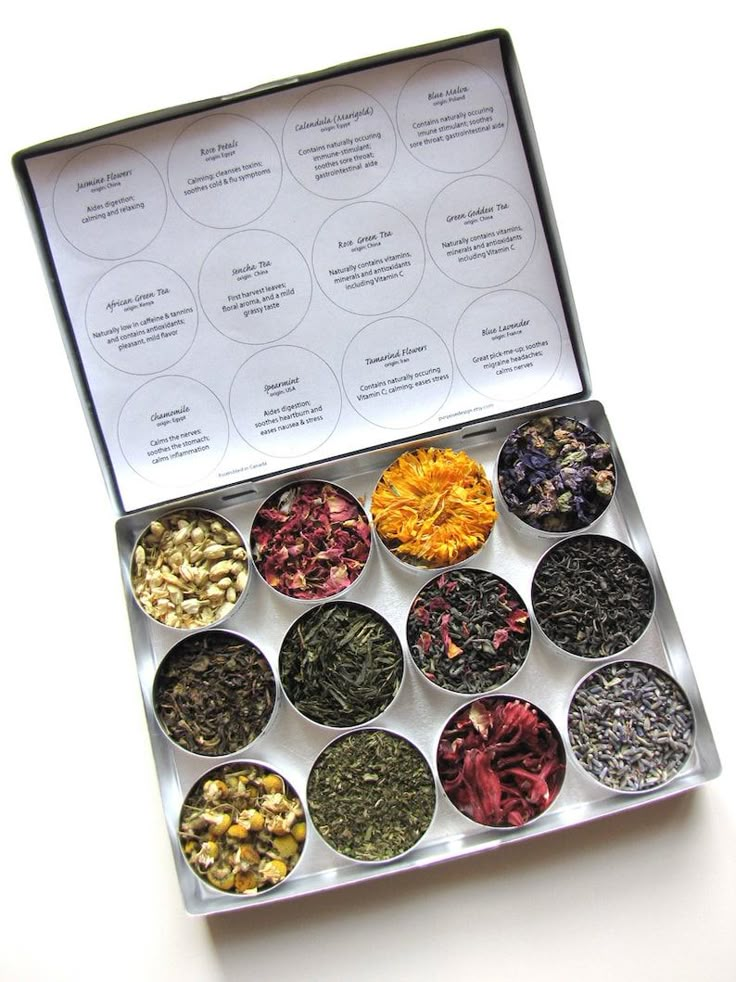 Jasmine Flowers
origin: China
Aides digestion;
calming and relaxing
Rose Petals
origin: Egypt
Calming; cleanses toxins;
soothes cold & flu symptoms
Calendula (Marigold)
origin: Egypt
Contains naturally occuring
immune-stimulant;
soothes sore throat;
gastrointestinal aide
Blue Malva
origin: Poland
Contains naturally occuring
imune stimulant; soothes
sore throat; gastrointestinal aide
African Green Tea
origin: Kenya
Naturally low in caffeine & tannins
and contains antioxidants;
pleasant, mild flavor
Sencha Tea
origin: China
First harvest leaves;
floral aroma, and a mild
grassy taste
Rose Green Tea
origin: China
Naturally contains vitamins,
minerals and antioxidants
including Vitamin C
Green Goddess Tea
origin: China
Naturally contains vitamins,
minerals and antioxidants
including Vitamin C
Chamomile
origin: Egypt
Calms the nerves;
soothes the stomach;
calms inflammation
Spearmint
origin: USA
Aides digestion;
soothes heartburn and
eases nausea & stress
Tamarind Flowers
origin: Iran
Contains naturally occuring
Vitamin C; calming; eases stress
Blue Lavender
origin: France
Great pick-me-up; soothes
migraine headaches;
calms nerves
Assembled in Canada
purposedesign.etsy.com